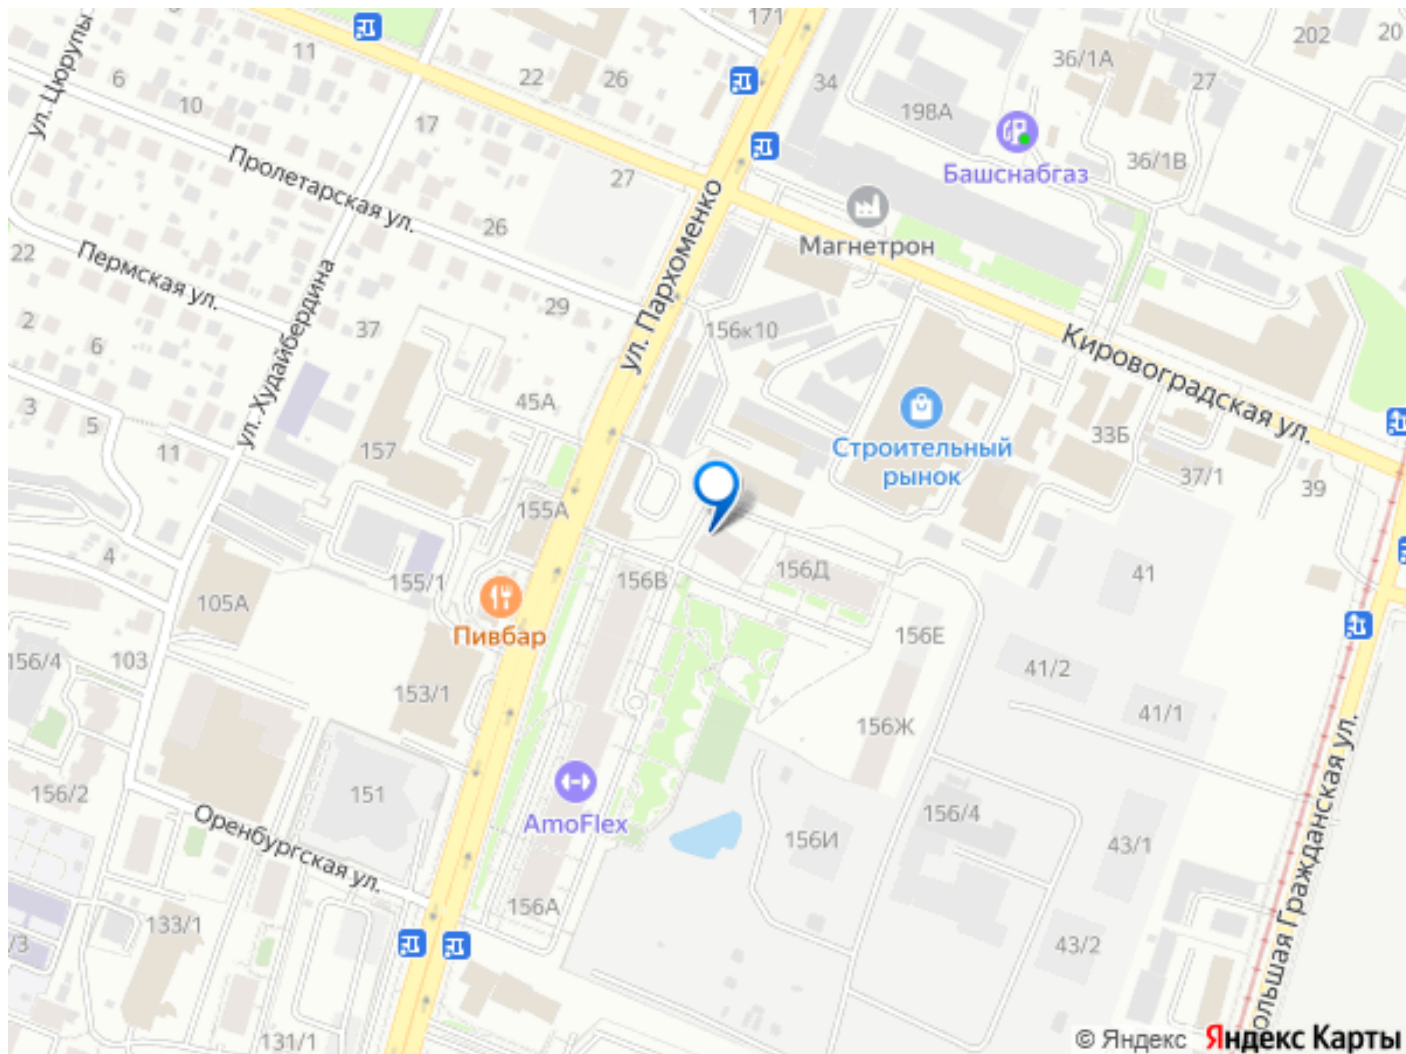 171
202
20
11
36/1А
ул. Цюрупы
6
22
26
34
27
10
198А
17
Пролетарская ул.
36/1В
27
Башснабгаз
ул. Пархоменко
26
Магнетрон
22
Пермская ул.
ул. Худайбердина
29
2
37
156к10
6
Кировоградская ул.
3
45А
5
Строительный
рынок
33Б
11
157
37/1
39
155А
4
155/1
156В
156Д
41
105А
Пивбар
156Е
156/4
103
153/1
41/2
41/1
156Ж
156/2
151
Оренбургская ул.
AmoFlex
156И
156/4
43/1
ольшая Гражданская ул.
156А
133/1
/3
43/2
131/1
© Яндекс Яндекс Карты